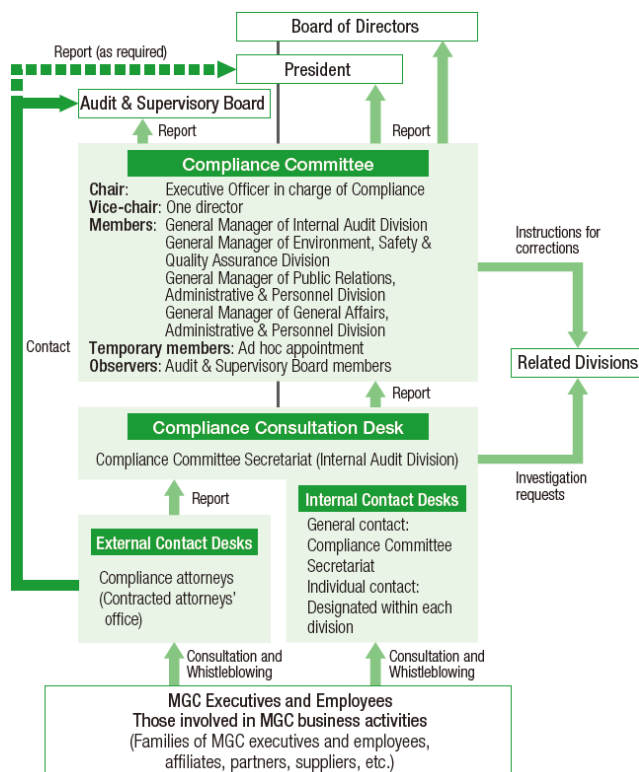 Board of Directors
Report (as required)
President
Audit & Supervisory Board
Report
Report
Compliance Committee
Chair: Executive Officer in charge of Compliance
Vice-chair: One director
Members: General Manager of Internal Audit Division
General Manager of Environment, Safety &
Quality Assurance Division
General Manager of Public Relations,
Administrative & Personnel Division
General Manager of General Affairs,
Administrative & Personnel Division
Temporary members: Ad hoc appointment
Observers: Audit & Supervisory Board members
Instructions for
corrections
Contact
Related Divisions
Report
Compliance Consultation Desk
Compliance Committee Secretariat (Internal Audit Division)
Investigation
requests
Report
Internal Contact Desks
General contact:
Compliance Committee
Secretariat
Individual contact:
Designated within each
division
External Contact Desks
Compliance attorneys
(Contracted attorneys'
office)
Consultation and
Whistleblowing
Consultation and
Whistleblowing
MGC Executives and Employees
Those involved in MGC business activities
(Families of MGC executives and employees,
affiliates, partners, suppliers, etc.)